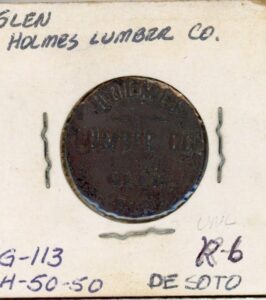 GLEN
HOLMES LUMBER CO.
HOLMES
LUMBER CO.
G-113
R-6
H-50-50
DE SOTO